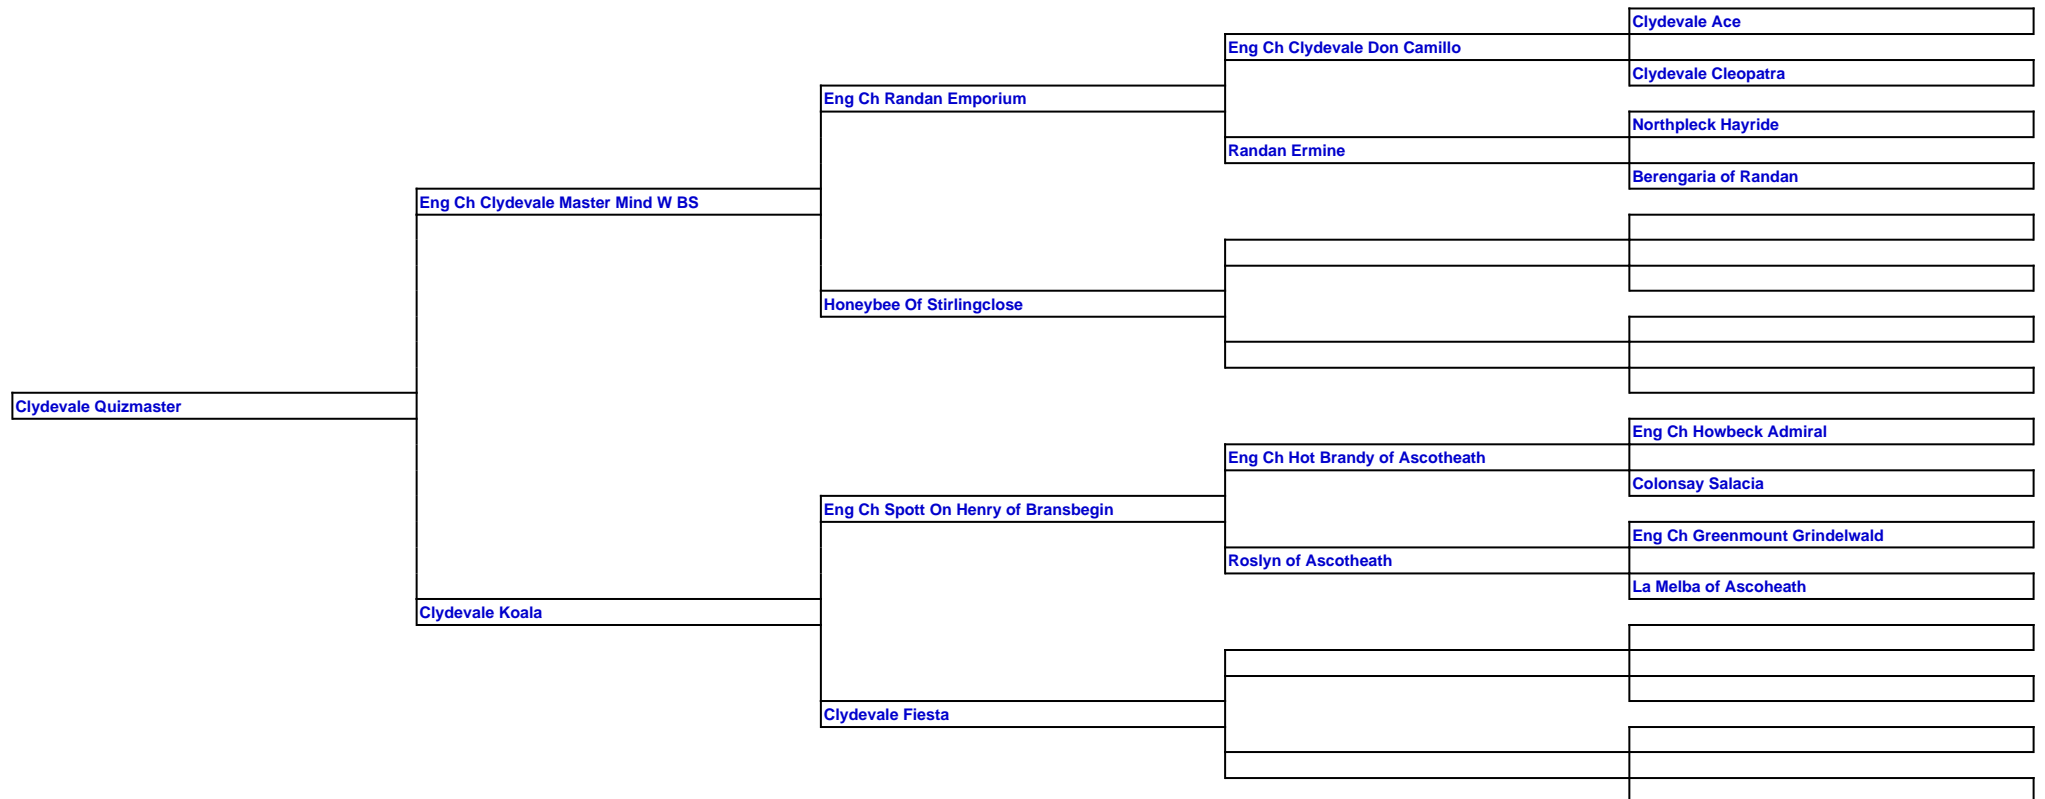 Clydevale Ace
Eng Ch Clydevale Don Camillo
Clydevale Cleopatra
Eng Ch Randan Emporium
Northpleck Hayride
Randan Ermine
Berengaria of Randan
Eng Ch Clydevale Master Mind W BS
Honeybee Of Stirlingclose
Clydevale Quizmaster
Eng Ch Howbeck Admiral
Eng Ch Hot Brandy of Ascotheath
Colonsay Salacia
Eng Ch Spott On Henry of Bransbegin
Eng Ch Greenmount Grindelwald
Roslyn of Ascotheath
La Melba of Ascoheath
Clydevale Koala
Clydevale Fiesta